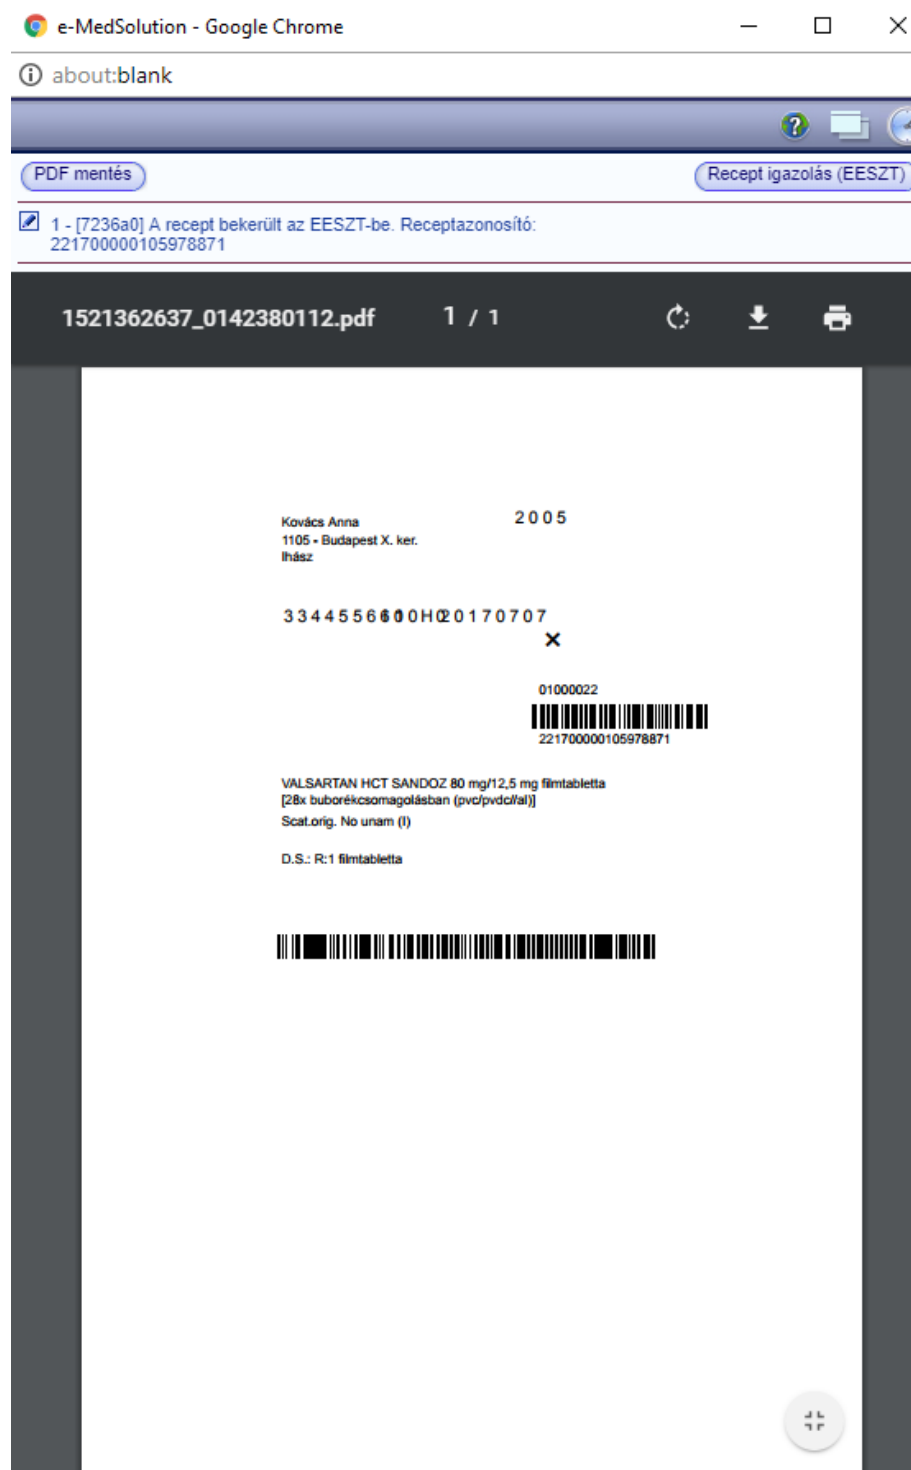 e-MedSolution - Google Chrome
about:blank
PDF mentés
Recept igazolás (EESZT)
1 - [7236a0] A recept bekerült az EESZT-be. Receptazonosító:
221700000105978871
1521362637_0142380112.pdf 1 / 1
Kovács Anna 2005
1105 - Budapest X. ker.
Ihász
20170707
01000022
221700000105978871
VALSARTAN HCT SANDOZ 80 mg/12,5 mg filmtabletta
[28x buborékcsomagolásban (pvc/pvdc//al)]
Scat.orig. No unam (I)
D.S.: R:1 filmtabletta